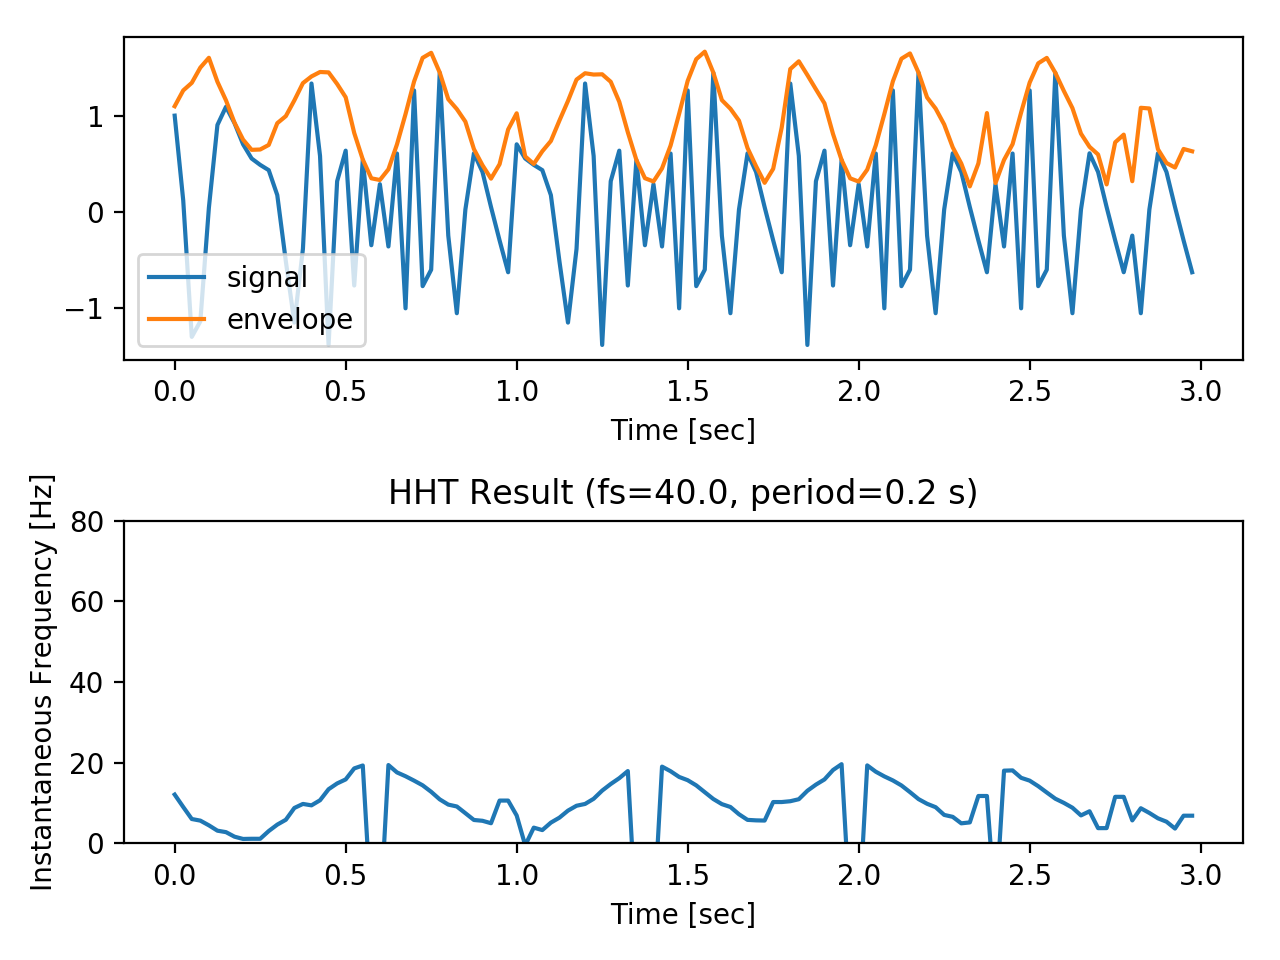 1
0
−1
signal
envelope
0.0 0.5 1.0 1.5 2.0 2.5 3.0
Time [sec]
HHT Result (fs=40.0, period=0.2 s)
Instantaneous Frequency [Hz]
80
60
40
20
0
0.0 0.5 1.0 1.5 2.0 2.5 3.0
Time [sec]